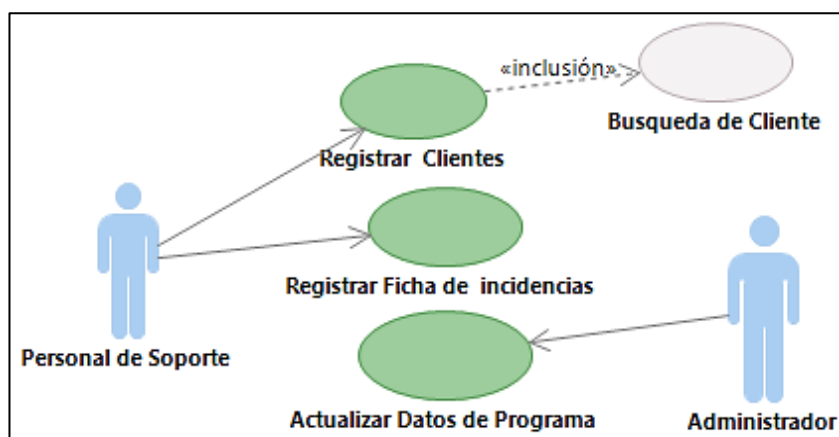 «inclusión»
Busqueda de Cliente
Registrar Clientes
Registrar Ficha de incidencias
Personal de Soporte
Actualizar Datos de Programa
Administrador